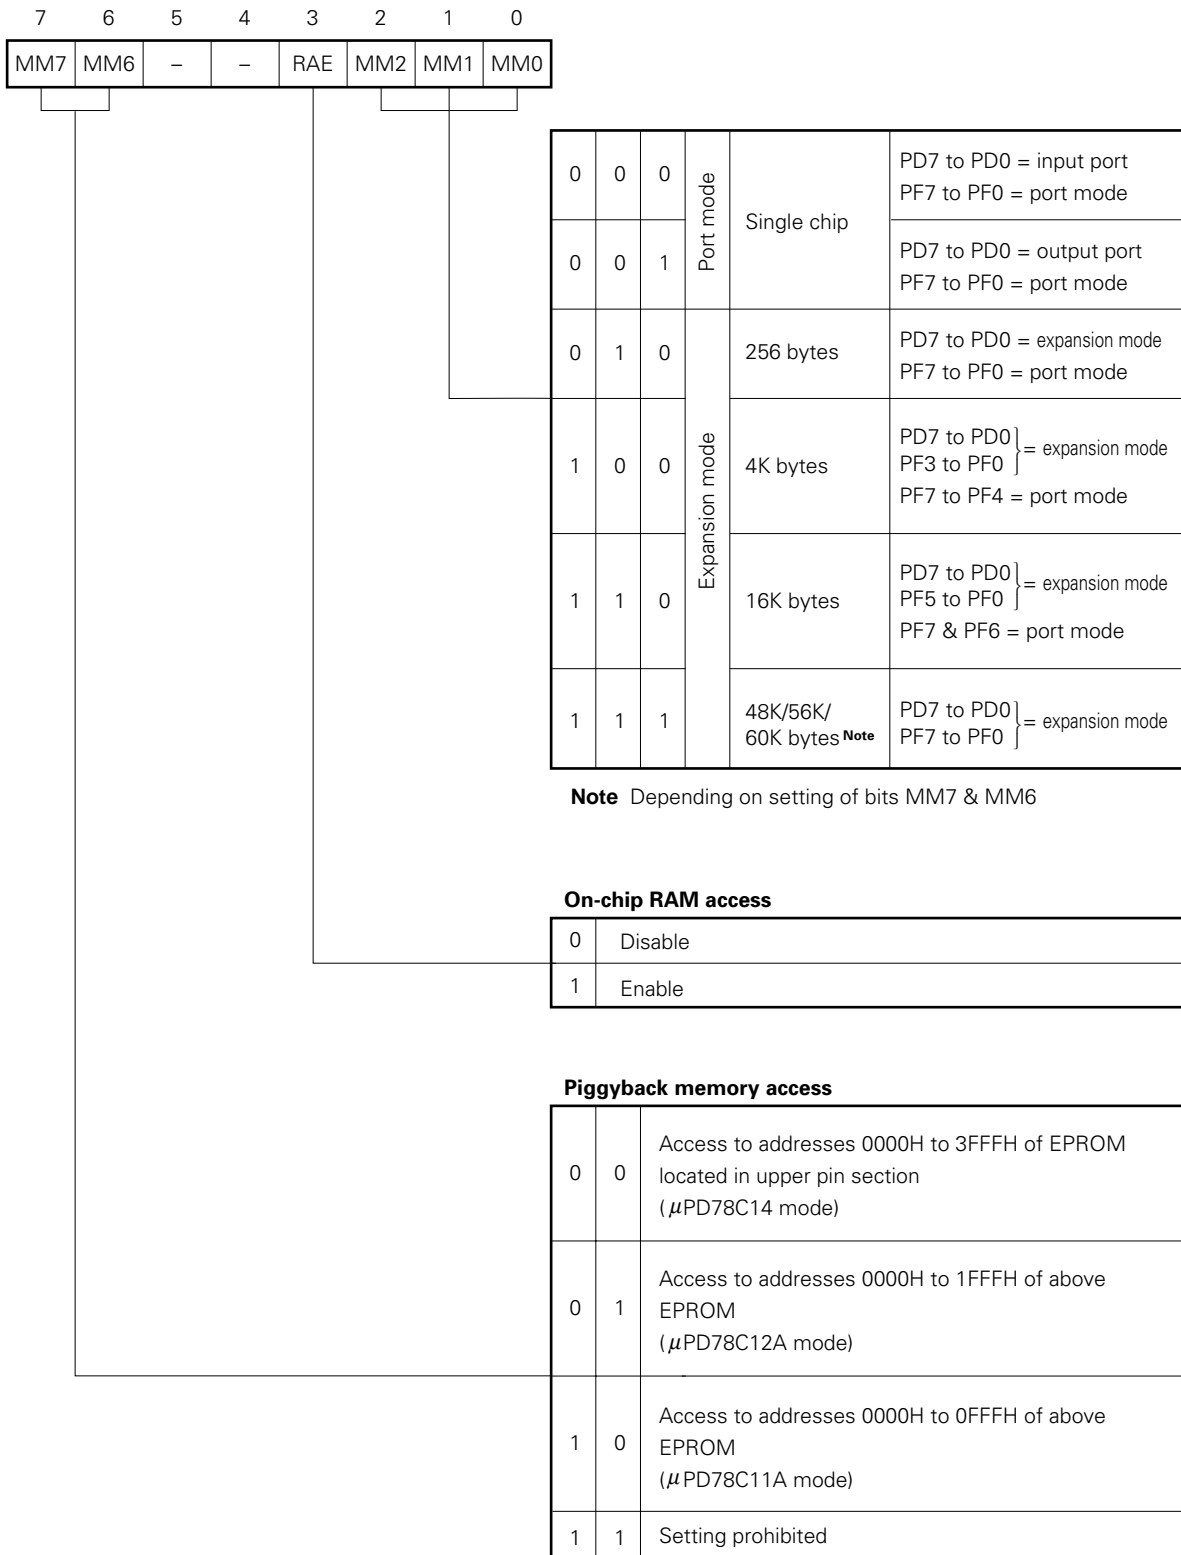 7 6 5 4 3 2 1 0
MM7 MM6 – – RAE MM2 MM1 MM0
0 0 0 Port mode Single chip PD7 to PD0 = input port
PF7 to PF0 = port mode
0 0 1 PD7 to PD0 = output port
PF7 to PF0 = port mode
0 1 0 Expansion mode 256 bytes PD7 to PD0 = expansion mode
PF7 to PF0 = port mode
1 0 0 4K bytes PD7 to PD0
PF3 to PF0 } = expansion mode
PF7 to PF4 = port mode
1 1 0 16K bytes PD7 to PD0
PF5 to PF0 } = expansion mode
PF7 & PF6 = port mode
1 1 1 48K/56K/
60K bytes Note PD7 to PD0
PF7 to PF0 } = expansion mode
Note Depending on setting of bits MM7 & MM6
On-chip RAM access
0 Disable
1 Enable
Piggyback memory access
0 0 Access to addresses 0000H to 3FFFH of EPROM
located in upper pin section
(μPD78C14 mode)
0 1 Access to addresses 0000H to 1FFFH of above
EPROM
(μPD78C12A mode)
1 0 Access to addresses 0000H to 0FFFH of above
EPROM
(μPD78C11A mode)
1 1 Setting prohibited